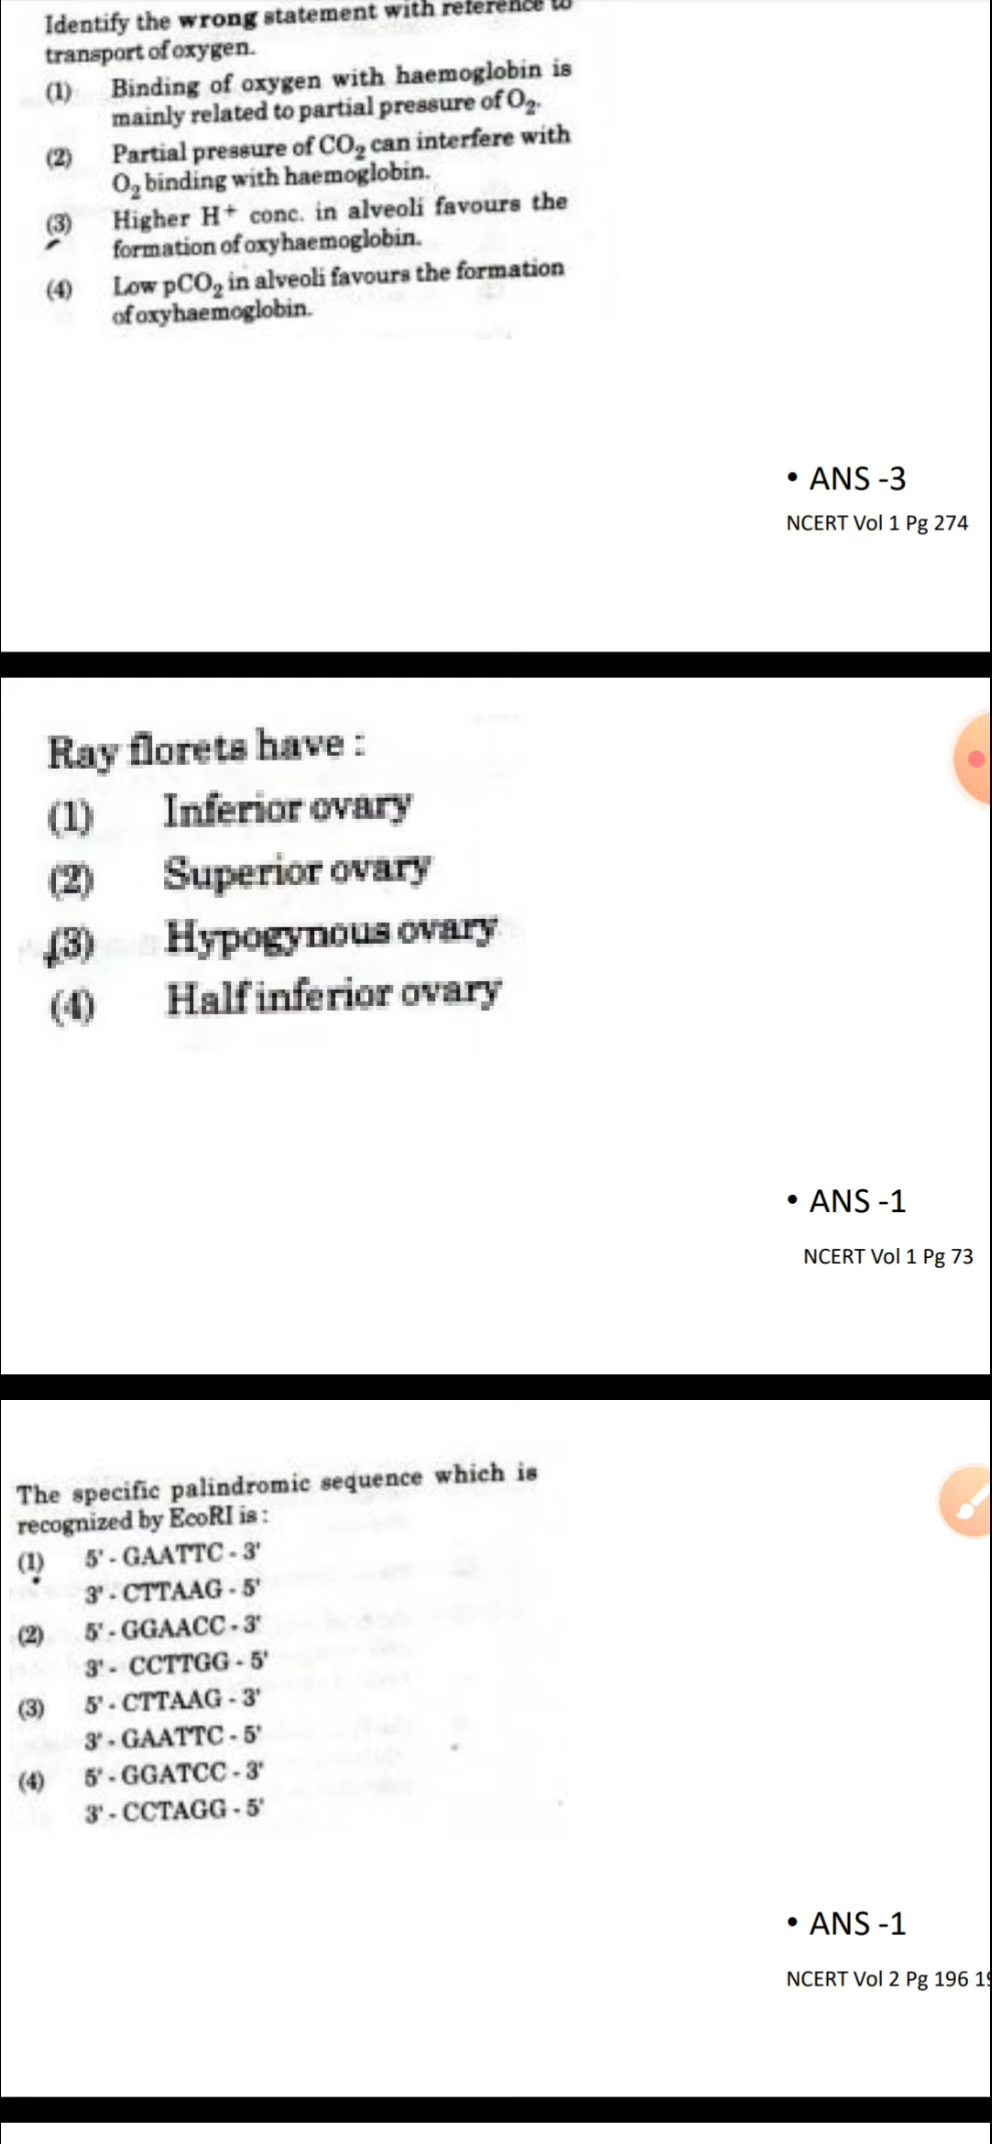 Identify the wrong statement with reference to
transport of oxygen.
(1) Binding of oxygen with haemoglobin is
mainly related to partial pressure of O₂.
(2) Partial pressure of CO₂ can interfere with
O₂ binding with haemoglobin.
(3) Higher H⁺ conc. in alveoli favours the
formation of oxyhaemoglobin.
(4) Low pCO₂ in alveoli favours the formation
of oxyhaemoglobin.
• ANS -3
NCERT Vol 1 Pg 274
Ray florets have :
(1) Inferior ovary
(2) Superior ovary
(3) Hypogynous ovary
(4) Half inferior ovary
• ANS -1
NCERT Vol 1 Pg 73
The specific palindromic sequence which is
recognized by EcoRI is :
(1) 5' - GAATTC - 3'
3' - CTTAAG - 5'
(2) 5' - GGAACC - 3'
3' - CCTTGG - 5'
(3) 5' - CTTAAG - 3'
3' - GAATTC - 5'
(4) 5' - GGATCC - 3'
3' - CCTAGG - 5'
• ANS -1
NCERT Vol 2 Pg 196